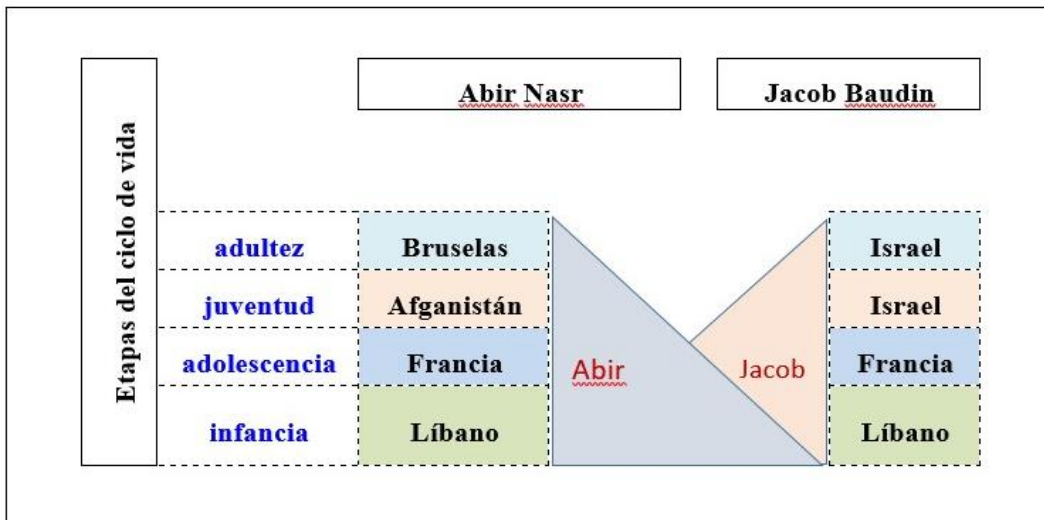 Etapas del ciclo de vida
Abir Nasr
Jacob Baudin
adultez
Bruselas
Israel
juventud
Afganistán
Israel
adolescencia
Francia
Abir
Jacob
Francia
infancia
Líbano
Líbano